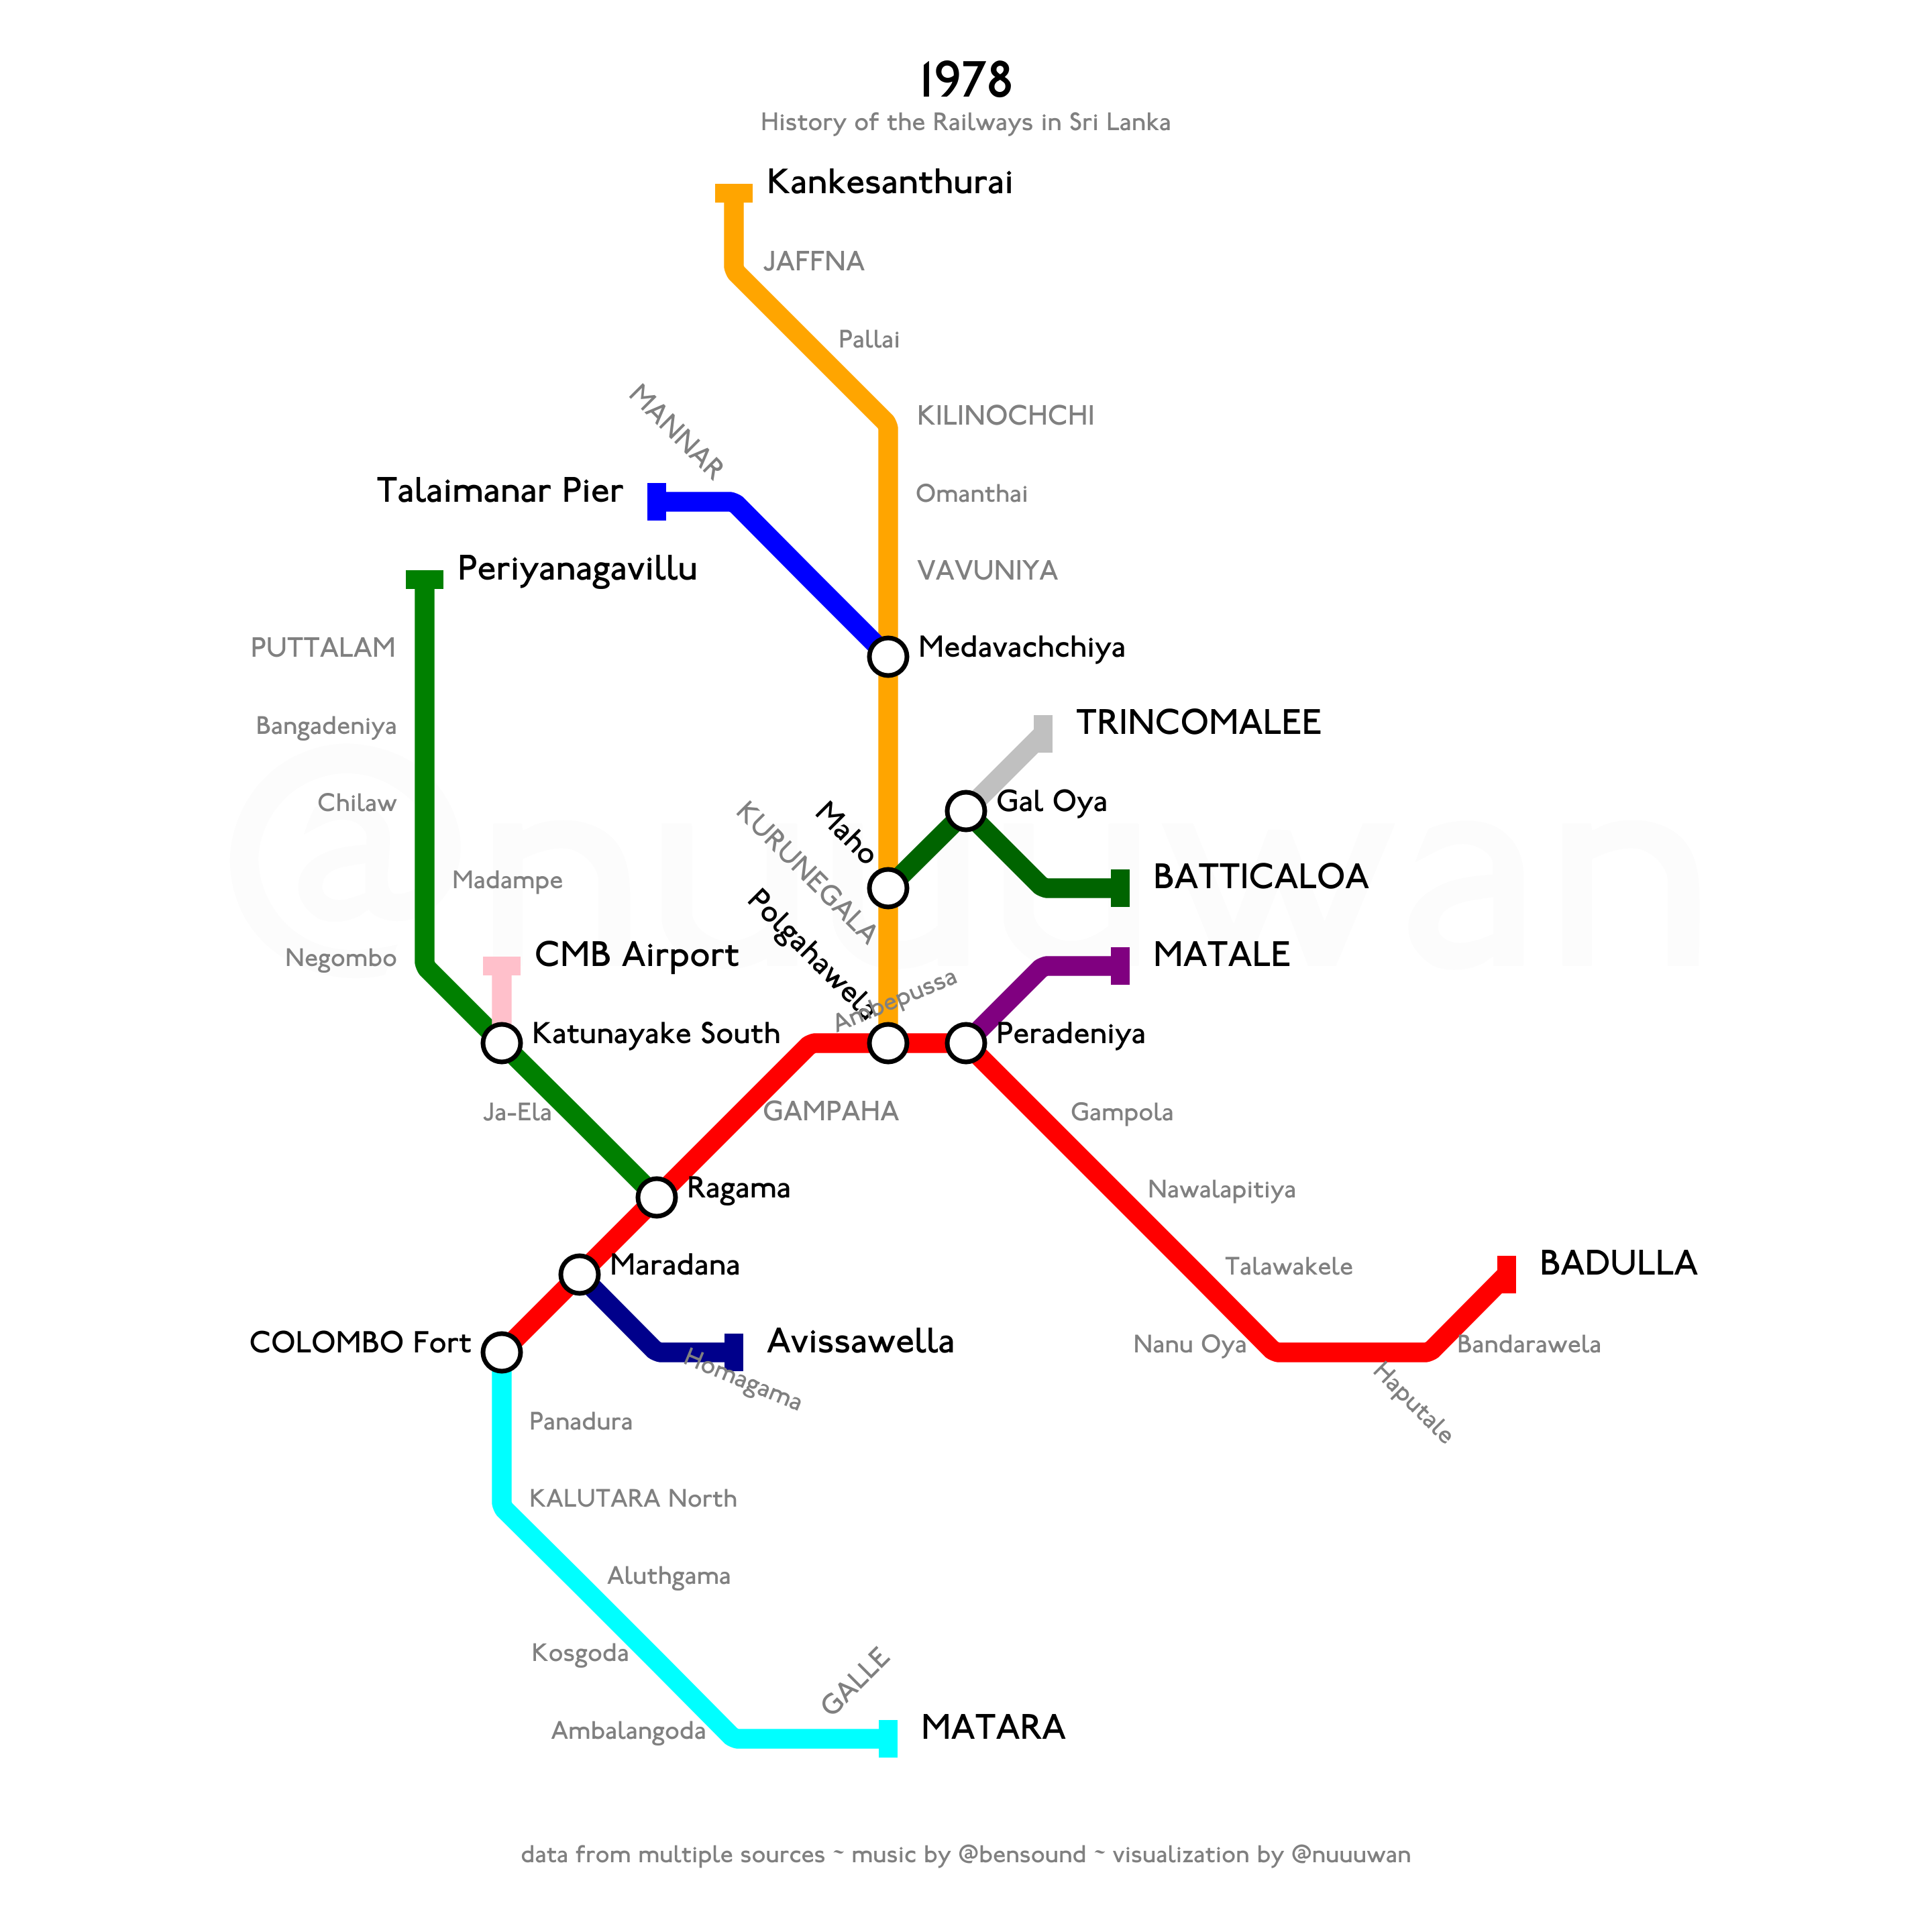 1978
History of the Railways in Sri Lanka
Kankesanthurai
JAFFNA
Pallai
MANNAR
KILINOCHCHI
Talaimanar Pier
Omanthai
Periyanagavillu
VAVUNIYA
PUTTALAM
Medavachchiya
Bangadeniya
TRINCOMALEE
Chilaw
Maho
Gal Oya
KURUNEGALA
Madampe
BATTICALOA
Polgahawela
Negombo
CMB Airport
MATALE
Ambepussa
Katunayake South
Peradeniya
Ja-Ela
GAMPAHA
Gampola
Ragama
Nawalapitiya
Maradana
Talawakele
BADULLA
COLOMBO Fort
Avissawella
Nanu Oya
Bandarawela
Homagama
Haputale
Panadura
KALUTARA North
Aluthgama
Kosgoda
GALLE
Ambalangoda
MATARA
data from multiple sources ~ music by @bensound ~ visualization by @nuuuwan
@nuuuwan